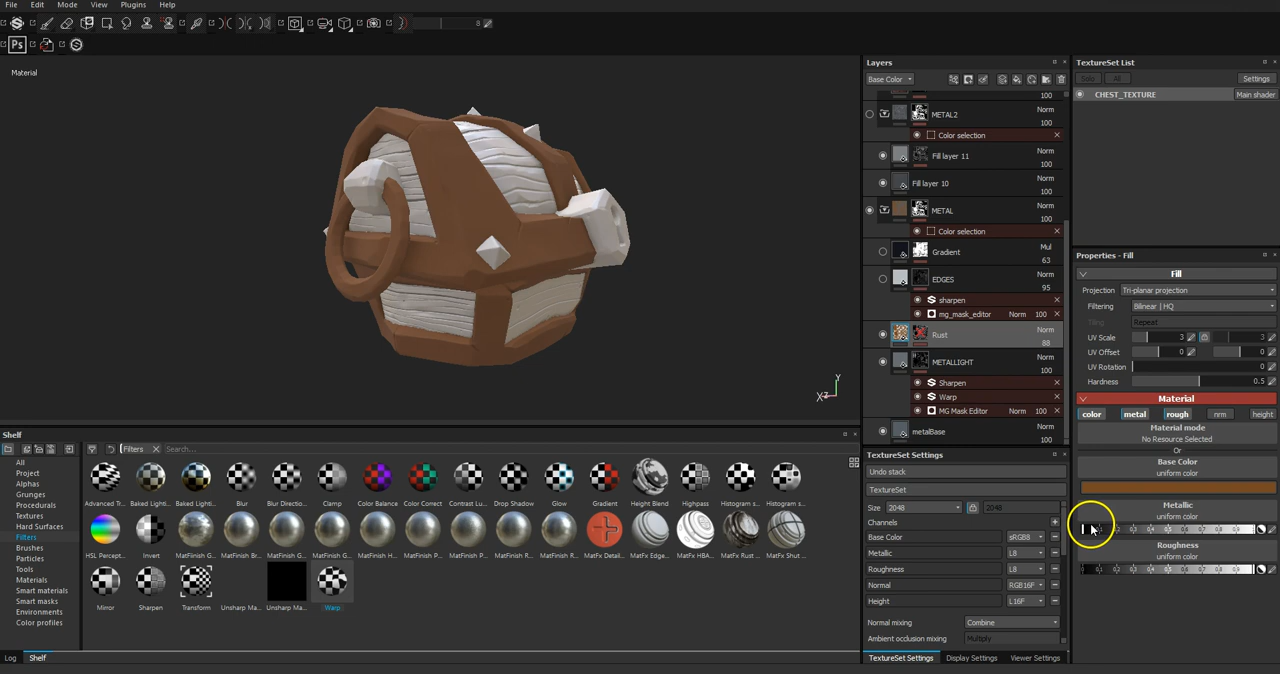 File Edit Mode View Plugins Help
8
Ps
Material
Y
XZ
Layers
Base Color
100
METAL2 Norm
100
Color selection
Fill layer 11 Norm
100
Fill layer 10 Norm
100
METAL Norm
100
Color selection
Gradient Mul
63
EDGES Norm
95
sharpen
mg_mask_editor Norm 100
Rust Norm
88
METALLIGHT Norm
100
Sharpen
Warp
MG Mask Editor Norm 100
metalBase Norm
100
TextureSet Settings
Undo stack
TextureSet
Size 2048 2048
Channels
Base Color sRGB8
Metallic L8
Roughness L8
Normal RGB16F
Height L16F
Normal mixing Combine
Ambient occlusion mixing Multiply
TextureSet Settings Display Settings Viewer Settings
TextureSet List
Solo All Settings
CHEST_TEXTURE Main shader
Properties - Fill
Fill
Projection Tri-planar projection
Filtering Bilinear | HQ
Tiling Repeat
UV Scale 3 3
UV Offset 0 0
UV Rotation 0
Hardness 0.5
Material
color metal rough nrm height
Material mode
No Resource Selected
Or
Base Color
uniform color
Metallic
uniform color
Roughness
uniform color
Shelf
Filters Search...
All
Project
Alphas
Grunges
Procedurals
Textures
Hard Surfaces
Filters
Brushes
Particles
Tools
Materials
Smart materials
Smart masks
Environments
Color profiles
Advanced Tr... Baked Lighti... Baked Lighti... Blur Blur Directio... Clamp Color Balance Color Correct Contrast Lu... Drop Shadow Glow Gradient Height Blend Highpass Histogram s... Histogram s...
HSL Percept... Invert MatFinish G... MatFinish G... MatFinish G... MatFinish G... MatFinish P... MatFinish P... MatFinish R... MatFinish R... MatFx Detai... MatFx Edge... MatFx HBA... MatFx Rust ... MatFx Shut ...
Mirror Sharpen Transform Unsharp Ma... Unsharp Ma... Warp
Log Shelf